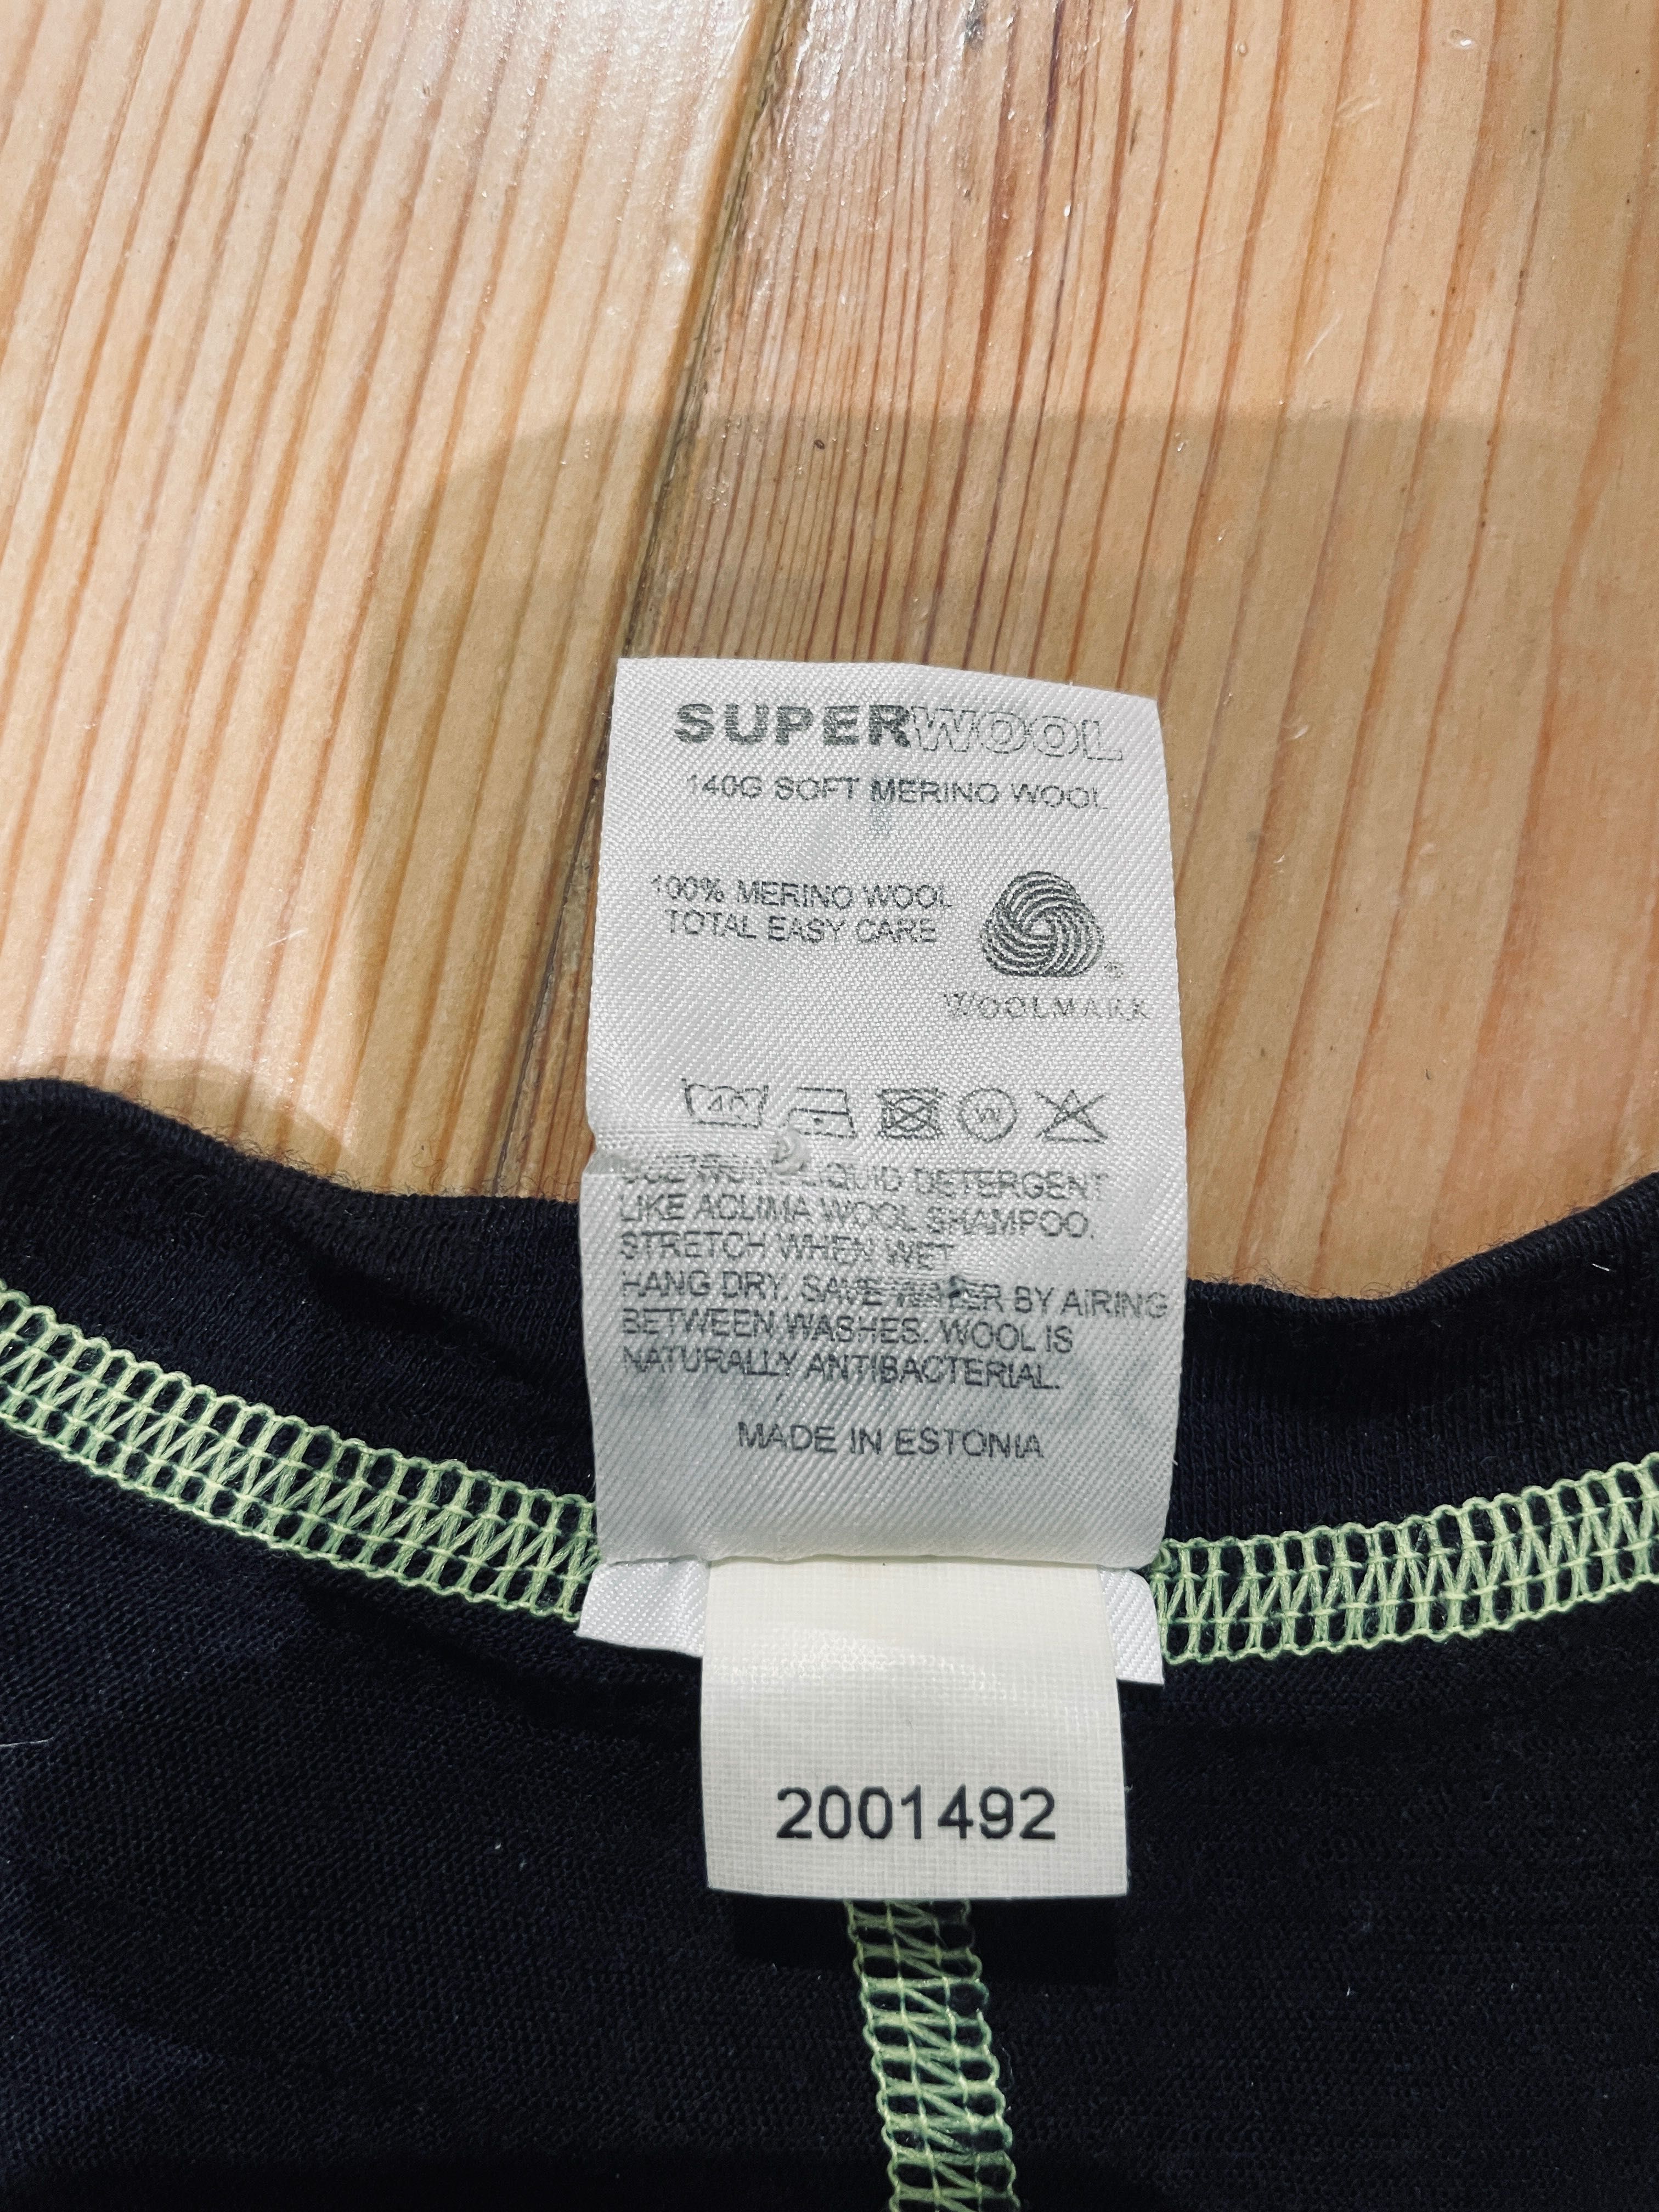 SUPERWOOL
140G SOFT MERINO WOOL
100% MERINO WOOL
TOTAL EASY CARE
WOOLMARK
40
W
LIQUID DETERGENT
LIKE ACLIMA WOOL SHAMPOO.
STRETCH WHEN WET
HANG DRY, SAVE WATER BY AIRING
BETWEEN WASHES. WOOL IS
NATURALLY ANTIBACTERIAL.
MADE IN ESTONIA
2001492